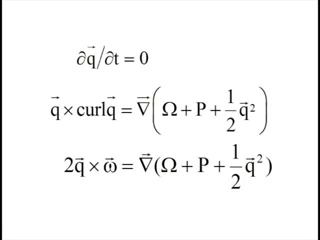 ∂q⃗/∂t = 0
q⃗ × curlq⃗ = ∇⃗(Ω + P + 1/2 q⃗²)
2q⃗ × ω⃗ = ∇⃗(Ω + P + 1/2 q⃗²)